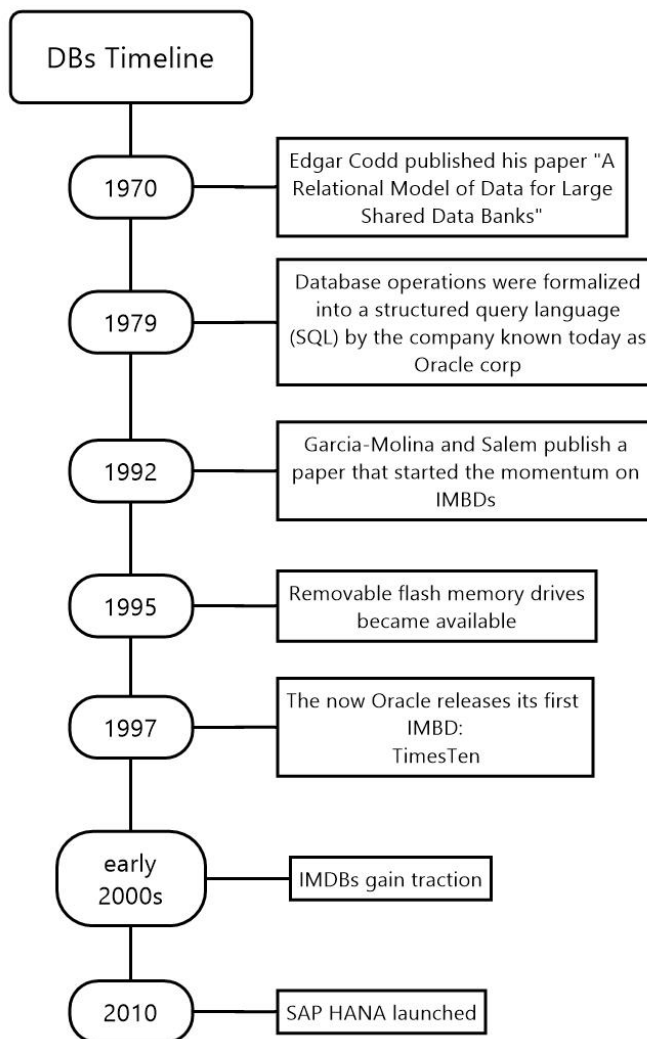 DBs Timeline
1970
Edgar Codd published his paper "A
Relational Model of Data for Large
Shared Data Banks"
1979
Database operations were formalized
into a structured query language
(SQL) by the company known today as
Oracle corp
1992
Garcia-Molina and Salem publish a
paper that started the momentum on
IMBDs
1995
Removable flash memory drives
became available
1997
The now Oracle releases its first
IMBD:
TimesTen
early
2000s
IMDBs gain traction
2010
SAP HANA launched